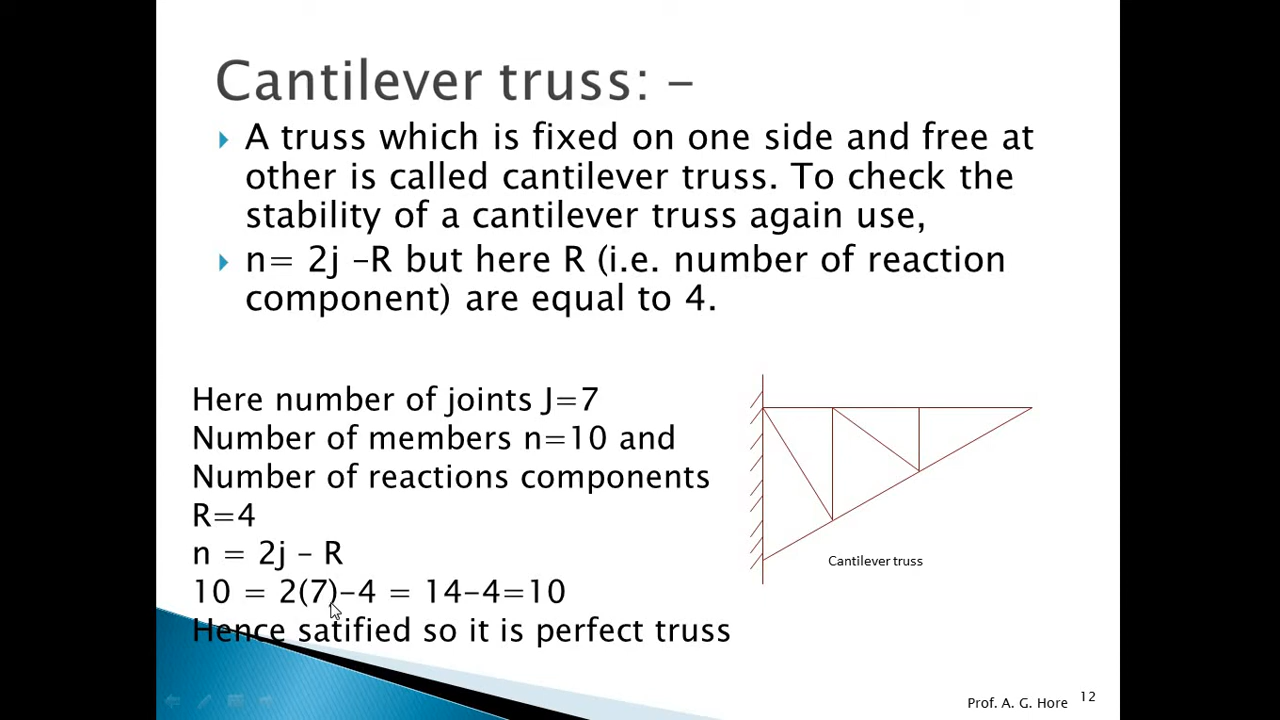 Cantilever truss: –
A truss which is fixed on one side and free at
other is called cantilever truss. To check the
stability of a cantilever truss again use,
n= 2j –R but here R (i.e. number of reaction
component) are equal to 4.
Here number of joints J=7
Number of members n=10 and
Number of reactions components
R=4
n = 2j – R
10 = 2(7)–4 = 14–4=10
Hence satified so it is perfect truss
Cantilever truss
Prof. A. G. Hore
12